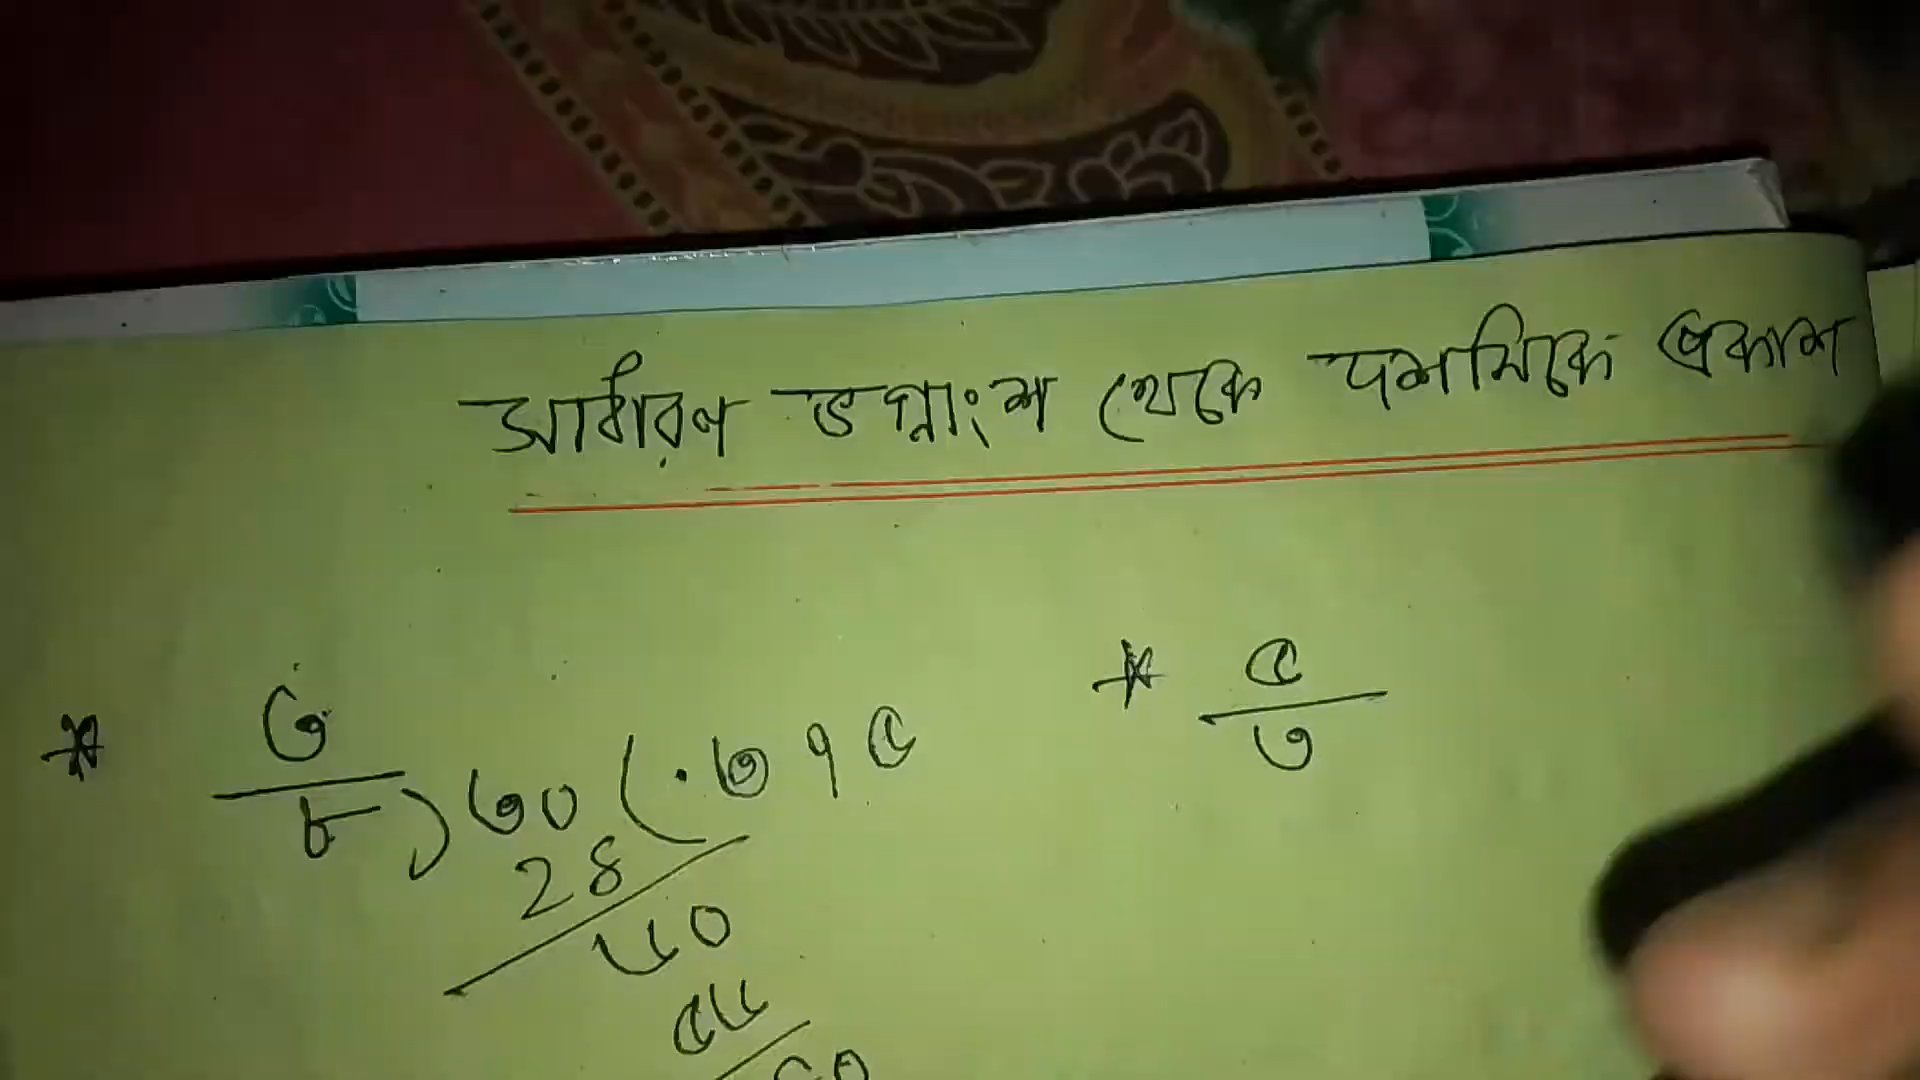 সাধারণ ভগ্নাংশ থেকে দশমিকে প্রকাশ
* ৩/৮ ) ৩০ ( .৩৭৫
২৪
৬০
৫৬
* ৫/৩